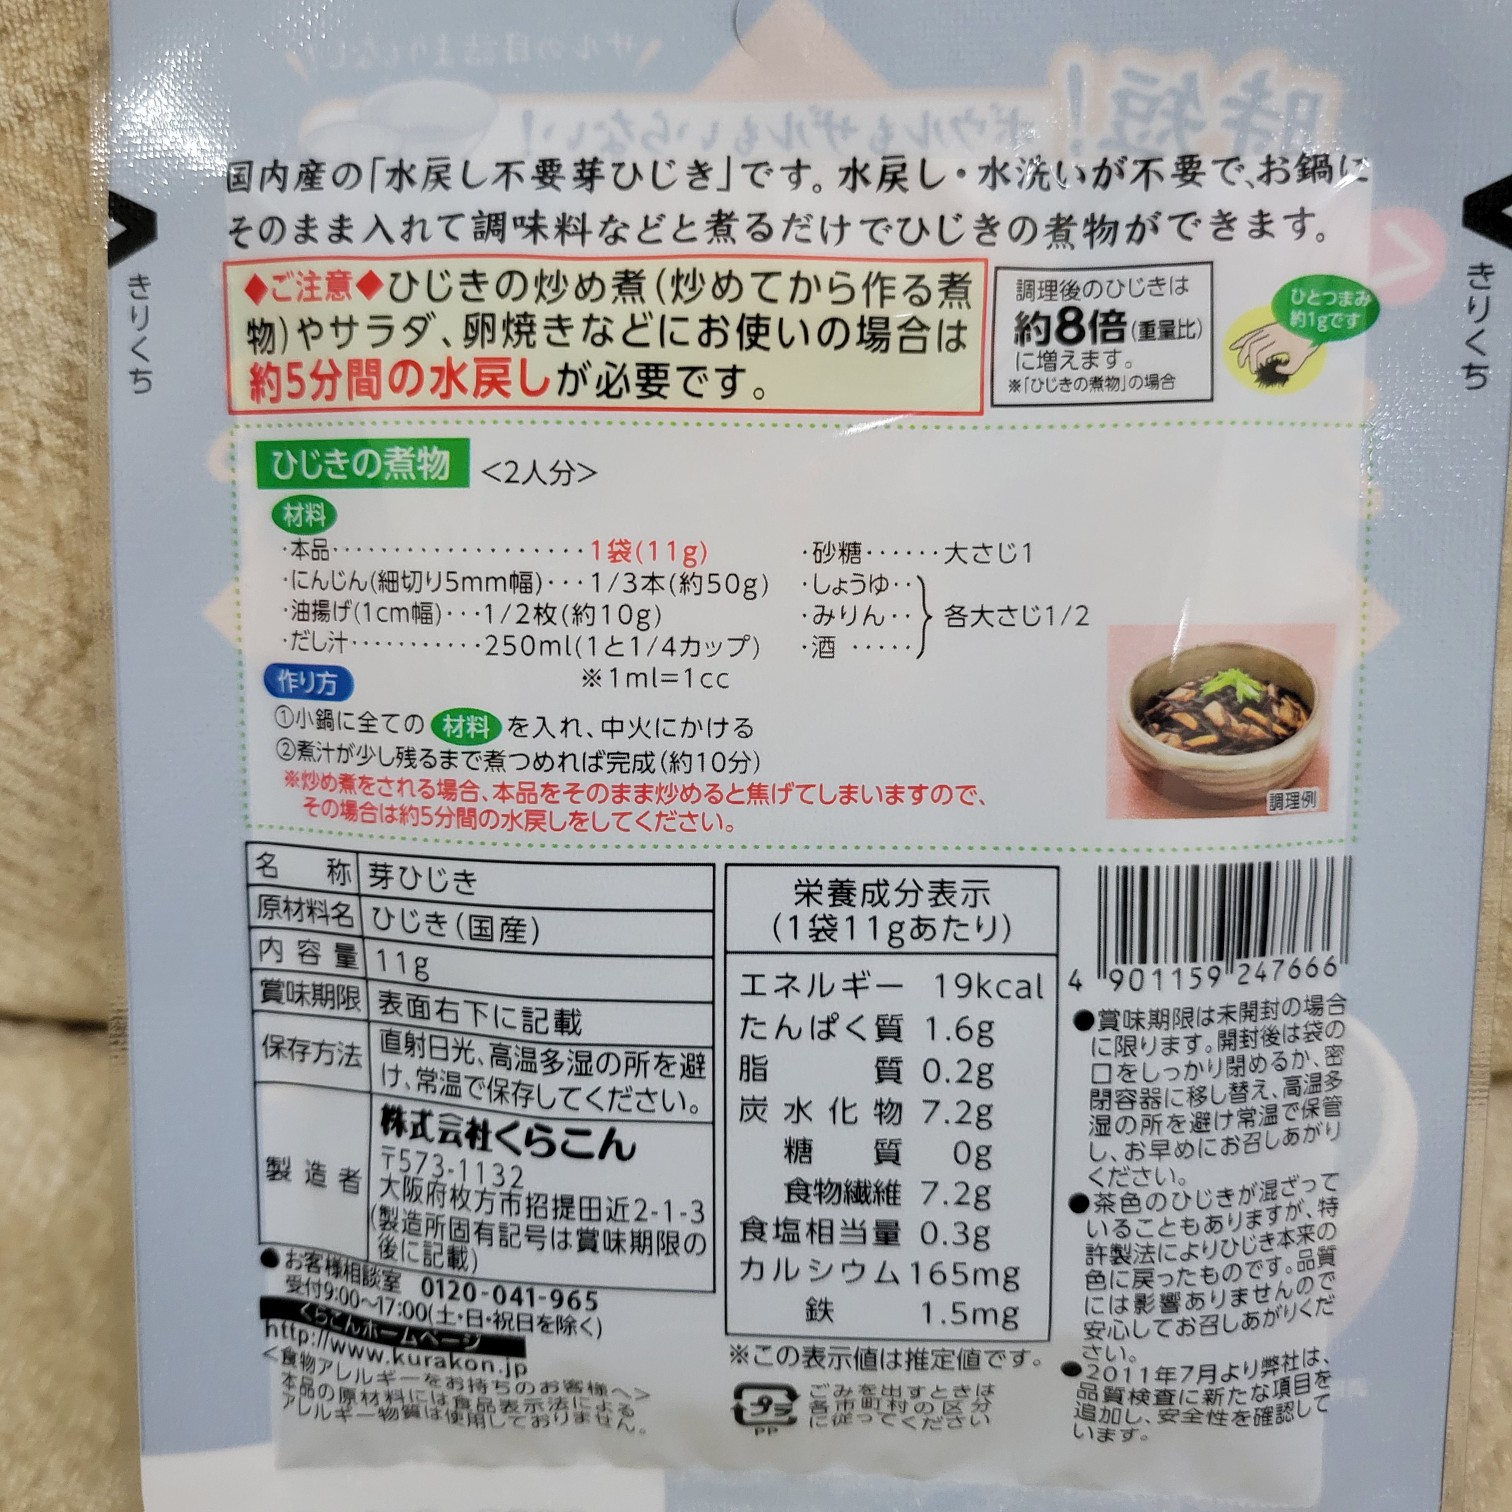 国内産の「水戻し不要芽ひじき」です。水戻し・水洗いが不要で、お鍋に
そのまま入れて調味料などと煮るだけでひじきの煮物ができます。
きりくち
きりくち
◆ご注意◆ひじきの炒め煮(炒めてから作る煮
物)やサラダ、卵焼きなどにお使いの場合は
約5分間の水戻しが必要です。
調理後のひじきは
約8倍(重量比)
に増えます。
※「ひじきの煮物」の場合
ひとつまみ
約1gです
ひじきの煮物 <2人分>
材料
・本品・・・・・・・・・・・・・・・・・・1袋(11g)
・にんじん(細切り5mm幅)・・・1/3本(約50g)
・油揚げ(1cm幅)・・・1/2枚(約10g)
・だし汁・・・・・・・・・・・250ml(1と1/4カップ)
※1ml=1cc
・砂糖・・・・・・大さじ1
・しょうゆ・・
・みりん・・ } 各大さじ1/2
・酒 ・・・・・
作り方
①小鍋に全ての 材料 を入れ、中火にかける
②煮汁が少し残るまで煮つめれば完成(約10分)
※炒め煮をされる場合、本品をそのまま炒めると焦げてしまいますので、
その場合は約5分間の水戻しをしてください。
調理例
名 称 芽ひじき
原材料名 ひじき(国産)
内容量 11g
賞味期限 表面右下に記載
保存方法 直射日光、高温多湿の所を避
け、常温で保存してください。
製造者 株式会社くらこん
〒573-1132
大阪府枚方市招提田近2-1-3
(製造所固有記号は賞味期限の
後に記載)
●お客様相談室 0120-041-965
受付9:00~17:00(土・日・祝日を除く)
くらこんホームページ
http://www.kurakon.jp
<食物アレルギーをお持ちのお客様へ>
本品の原材料には食品表示法による
アレルギー物質は使用しておりません。
栄養成分表示
(1袋11gあたり)
エネルギー 19kcal
たんぱく質 1.6g
脂 質 0.2g
炭水化物 7.2g
糖 質 0g
食物繊維 7.2g
食塩相当量 0.3g
カルシウム 165mg
鉄 1.5mg
※この表示値は推定値です。
プラ
PP
ごみを出すときは
各市町村の区分
に従ってください
4 901159 247666
●賞味期限は未開封の場合
に限ります。開封後は袋の
口をしっかり閉めるか、密
閉容器に移し替え、高温多
湿の所を避け常温で保管
し、お早めにお召しあがり
ください。
●茶色のひじきが混ざって
いることもありますが、特
許製法によりひじき本来の
色に戻ったものです。品質
には影響ありませんので
安心してお召しあがりくだ
さい。
●2011年7月より弊社は、
品質検査に新たな項目を
追加し、安全性を確認して
います。